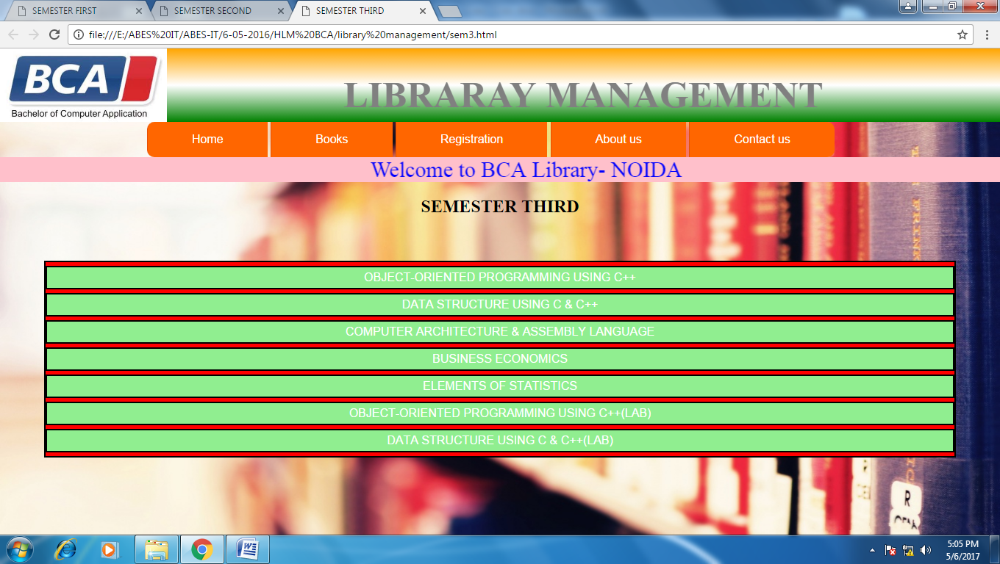 SEMESTER FIRST
SEMESTER SECOND
SEMESTER THIRD
file:///E:/ABES%20IT/ABES-IT/6-05-2016/HLM%20BCA/library%20management/sem3.html
BCA
Bachelor of Computer Application
LIBRARAY MANAGEMENT
Home
Books
Registration
About us
Contact us
Welcome to BCA Library- NOIDA
SEMESTER THIRD
OBJECT-ORIENTED PROGRAMMING USING C++
DATA STRUCTURE USING C & C++
COMPUTER ARCHITECTURE & ASSEMBLY LANGUAGE
BUSINESS ECONOMICS
ELEMENTS OF STATISTICS
OBJECT-ORIENTED PROGRAMMING USING C++(LAB)
DATA STRUCTURE USING C & C++(LAB)
R
5:05 PM
5/6/2017